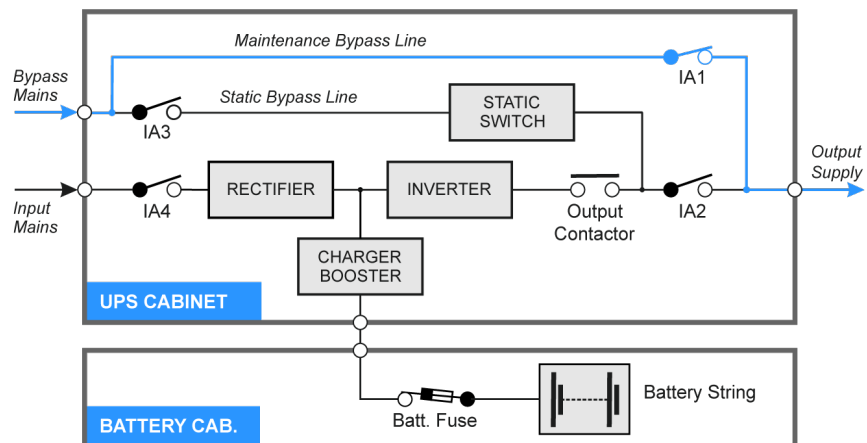 Maintenance Bypass Line
IA1
Bypass
Mains
Static Bypass Line
IA3
STATIC
SWITCH
Output
Supply
Input
Mains
IA4
RECTIFIER
INVERTER
Output
Contactor
IA2
CHARGER
BOOSTER
UPS CABINET
Batt. Fuse
Battery String
BATTERY CAB.